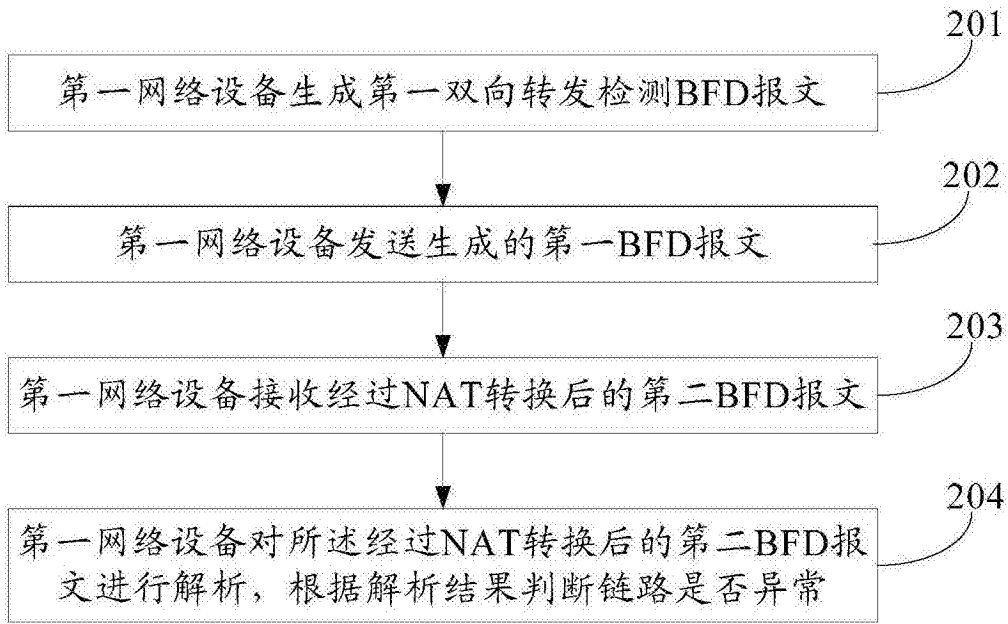 201
第一网络设备生成第一双向转发检测BFD报文
202
第一网络设备发送生成的第一BFD报文
203
第一网络设备接收经过NAT转换后的第二BFD报文
204
第一网络设备对所述经过NAT转换后的第二BFD报
文进行解析，根据解析结果判断链路是否异常